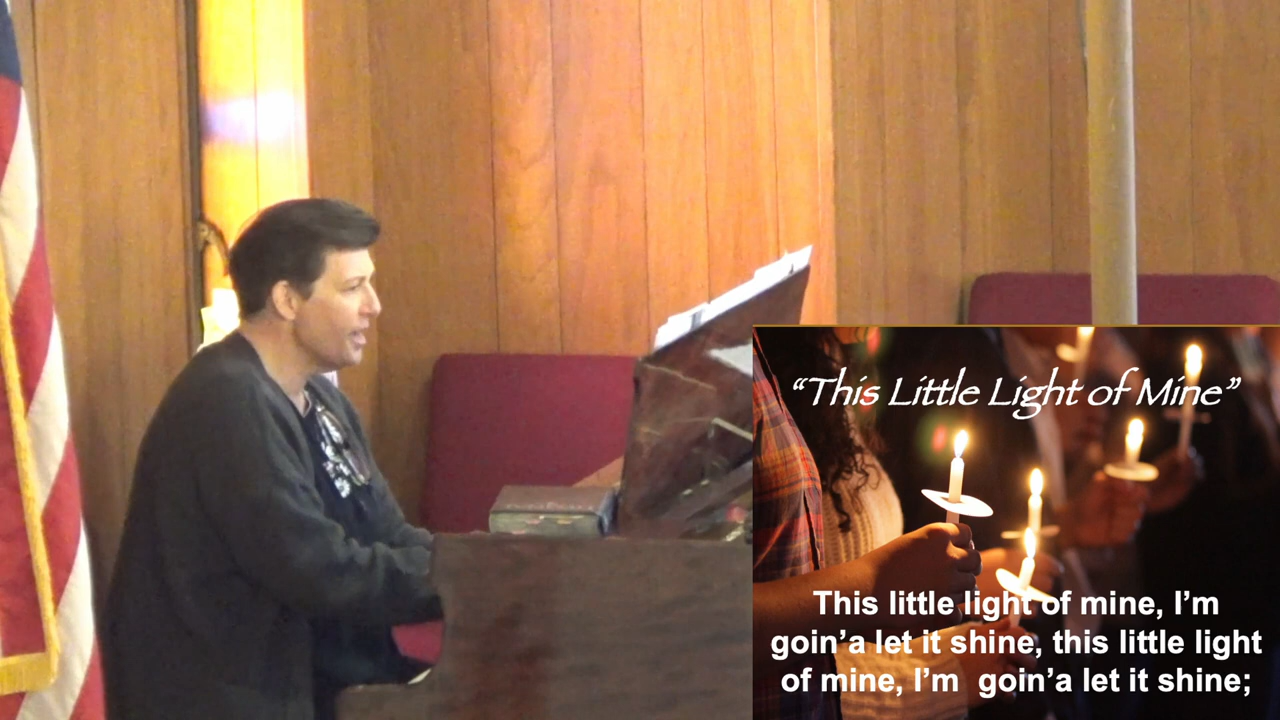 “This Little Light of Mine”
This little light of mine, I’m
goin’a let it shine, this little light
of mine, I’m  goin’a let it shine;